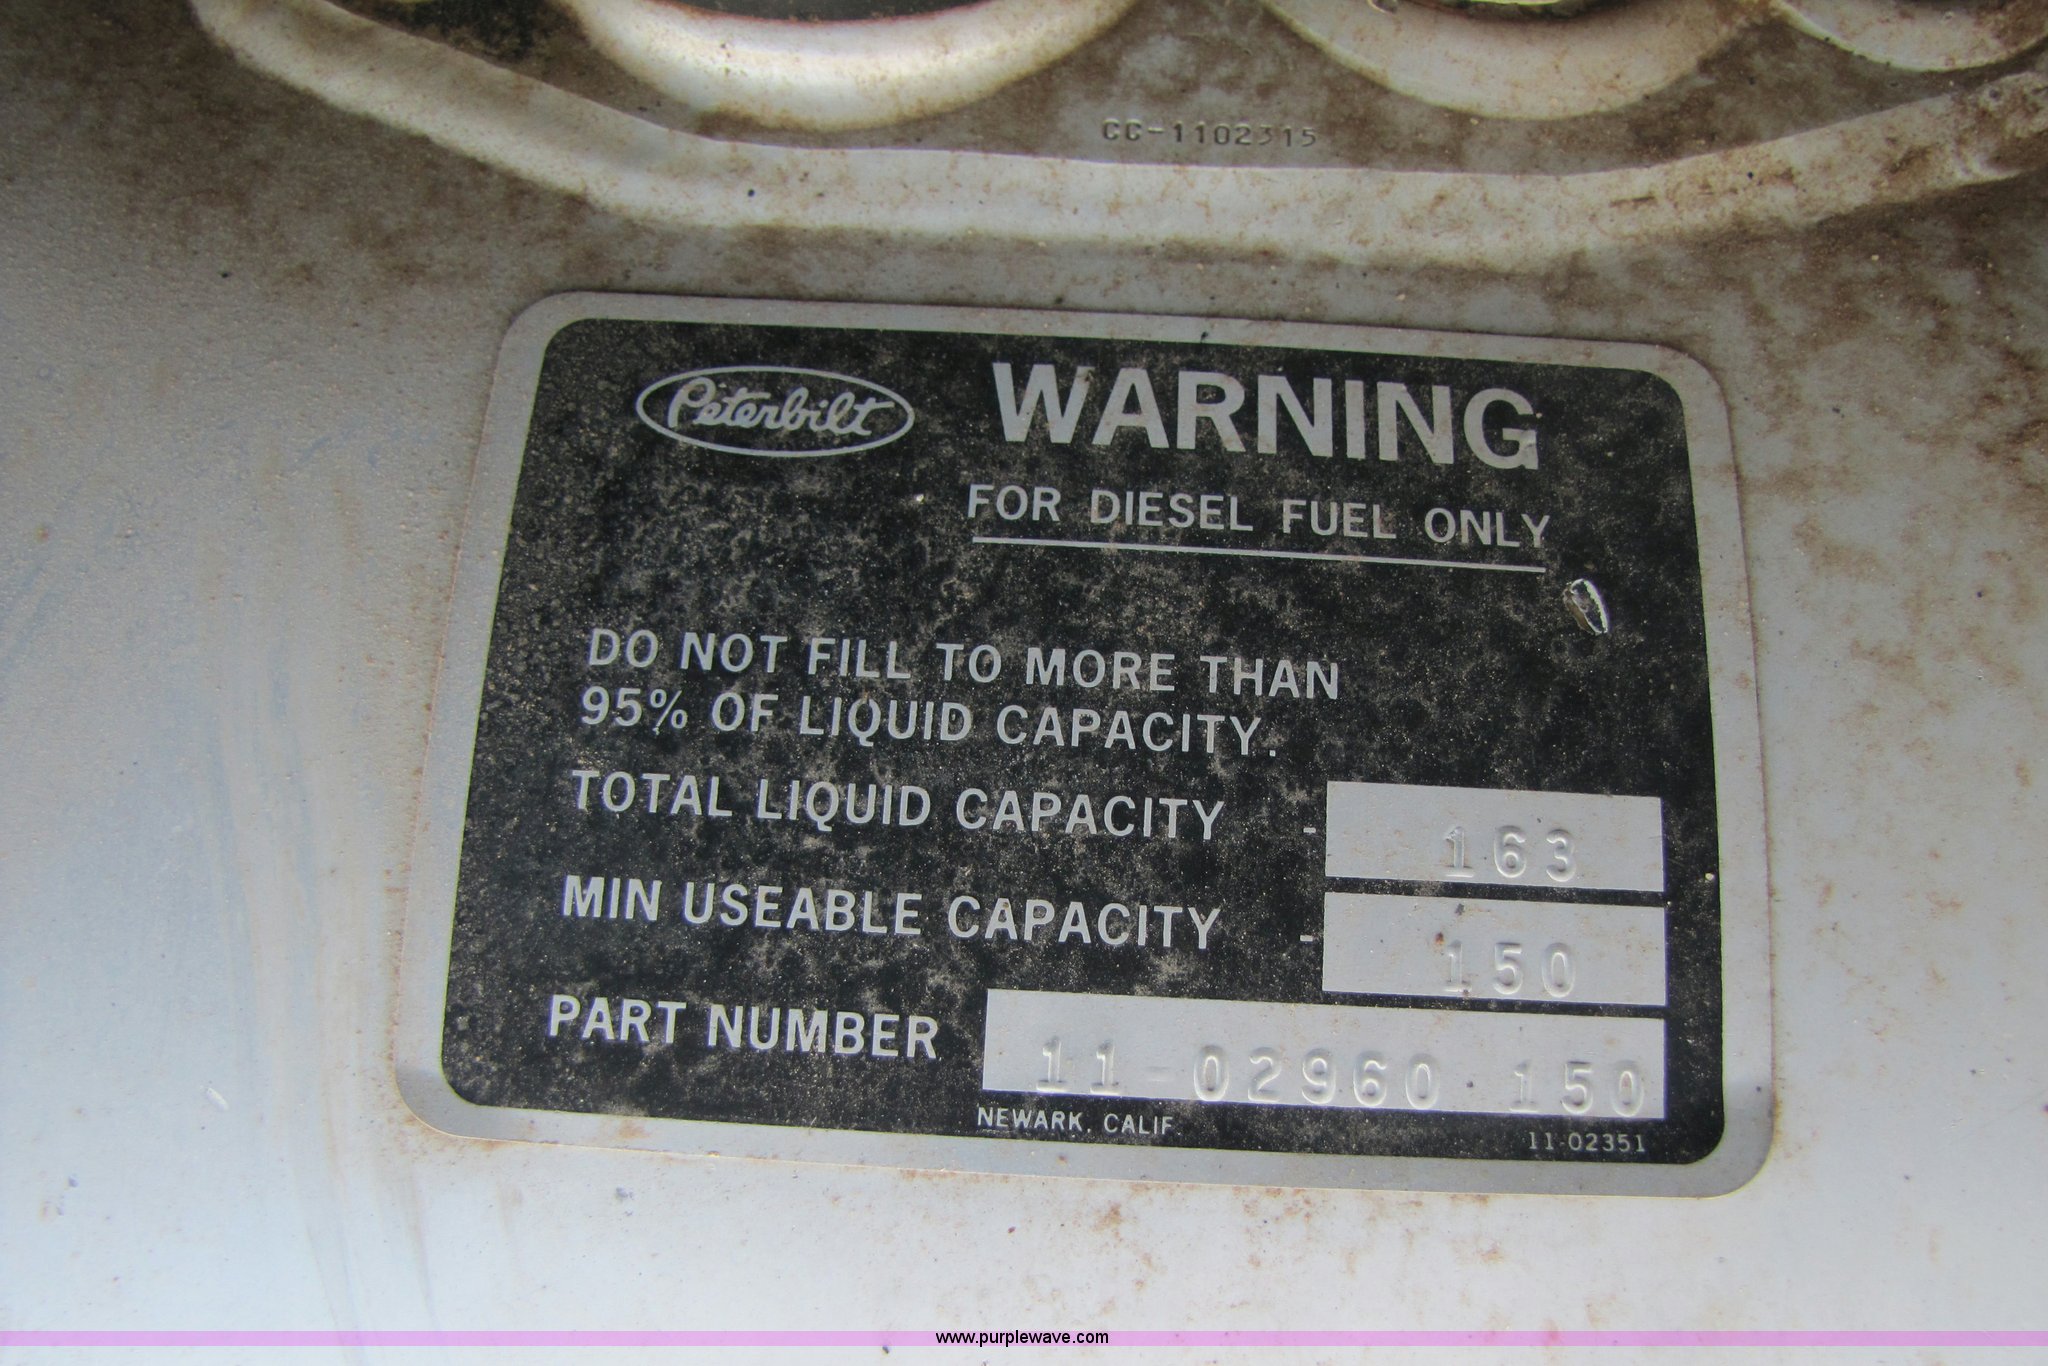 CC-1102315
Peterbilt
WARNING
FOR DIESEL FUEL ONLY
DO NOT FILL TO MORE THAN
95% OF LIQUID CAPACITY.
TOTAL LIQUID CAPACITY - 163
MIN USEABLE CAPACITY - 150
PART NUMBER 11-02960 150
NEWARK, CALIF.
11-02351
www.purplewave.com